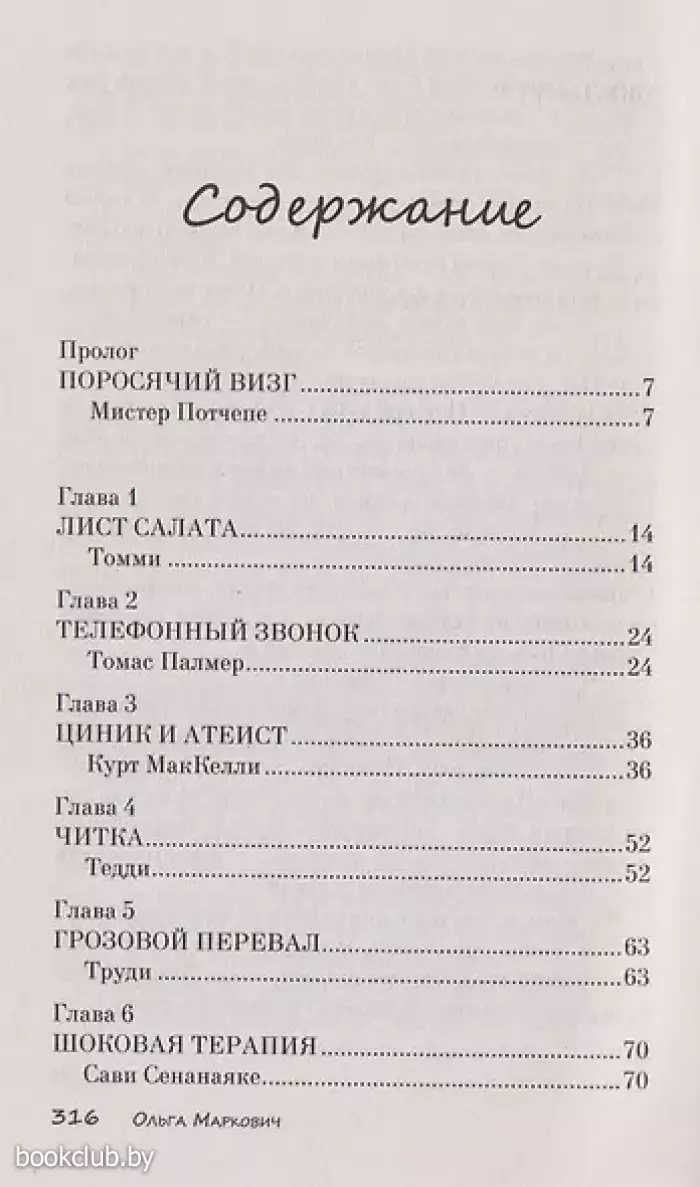 Содержание
Пролог
ПОРОСЯЧИЙ ВИЗГ.......................................................7
Мистер Потчепе ......................................................7
Глава 1
ЛИСТ САЛАТА..........................................................14
Томми ................................................................14
Глава 2
ТЕЛЕФОННЫЙ ЗВОНОК..............................................24
Томас Палмер..........................................................24
Глава 3
ЦИНИК И АТЕИСТ....................................................36
Курт МакКелли........................................................36
Глава 4
ЧИТКА..................................................................52
Тедди..................................................................52
Глава 5
ГРОЗОВОЙ ПЕРЕВАЛ..................................................63
Труди ..................................................................63
Глава 6
ШОКОВАЯ ТЕРАПИЯ..................................................70
Сави Сенанаяке........................................................70
316 Ольга Маркович
bookclub.by